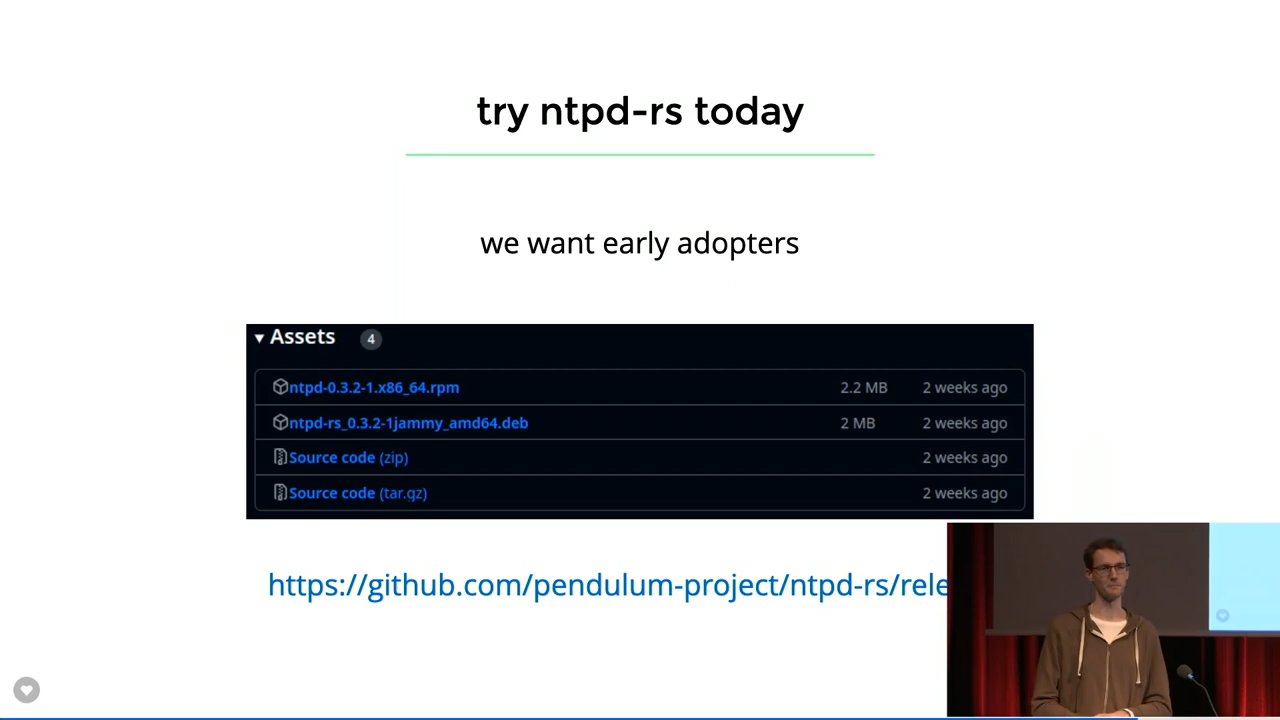 try ntpd-rs today
we want early adopters
▾ Assets 4
ntpd-0.3.2-1.x86_64.rpm 2.2 MB 2 weeks ago
ntpd-rs_0.3.2-1jammy_amd64.deb 2 MB 2 weeks ago
Source code (zip) 2 weeks ago
Source code (tar.gz) 2 weeks ago
https://github.com/pendulum-project/ntpd-rs/rele